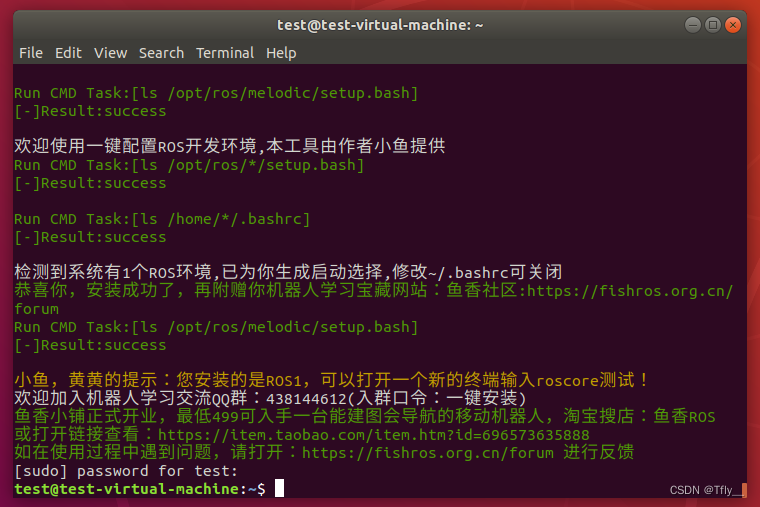 test@test-virtual-machine: ~
File Edit View Search Terminal Help
Run CMD Task:[ls /opt/ros/melodic/setup.bash]
[-]Result:success
欢迎使用一键配置ROS开发环境,本工具由作者小鱼提供
Run CMD Task:[ls /opt/ros/*/setup.bash]
[-]Result:success
Run CMD Task:[ls /home/*/.bashrc]
[-]Result:success
检测到系统有1个ROS环境,已为你生成启动选择,修改~/.bashrc可关闭
恭喜你，安装成功了，再附赠你机器人学习宝藏网站：鱼香社区:https://fishros.org.cn/
forum
Run CMD Task:[ls /opt/ros/melodic/setup.bash]
[-]Result:success
小鱼，黄黄的提示：您安装的是ROS1，可以打开一个新的终端输入roscore测试！
欢迎加入机器人学习交流QQ群：438144612(入群口令：一键安装)
鱼香小铺正式开业，最低499可入手一台能建图会导航的移动机器人，淘宝搜店：鱼香ROS
或打开链接查看：https://item.taobao.com/item.htm?id=696573635888
如在使用过程中遇到问题，请打开：https://fishros.org.cn/forum 进行反馈
[sudo] password for test:
test@test-virtual-machine:~$
CSDN @Tfly__